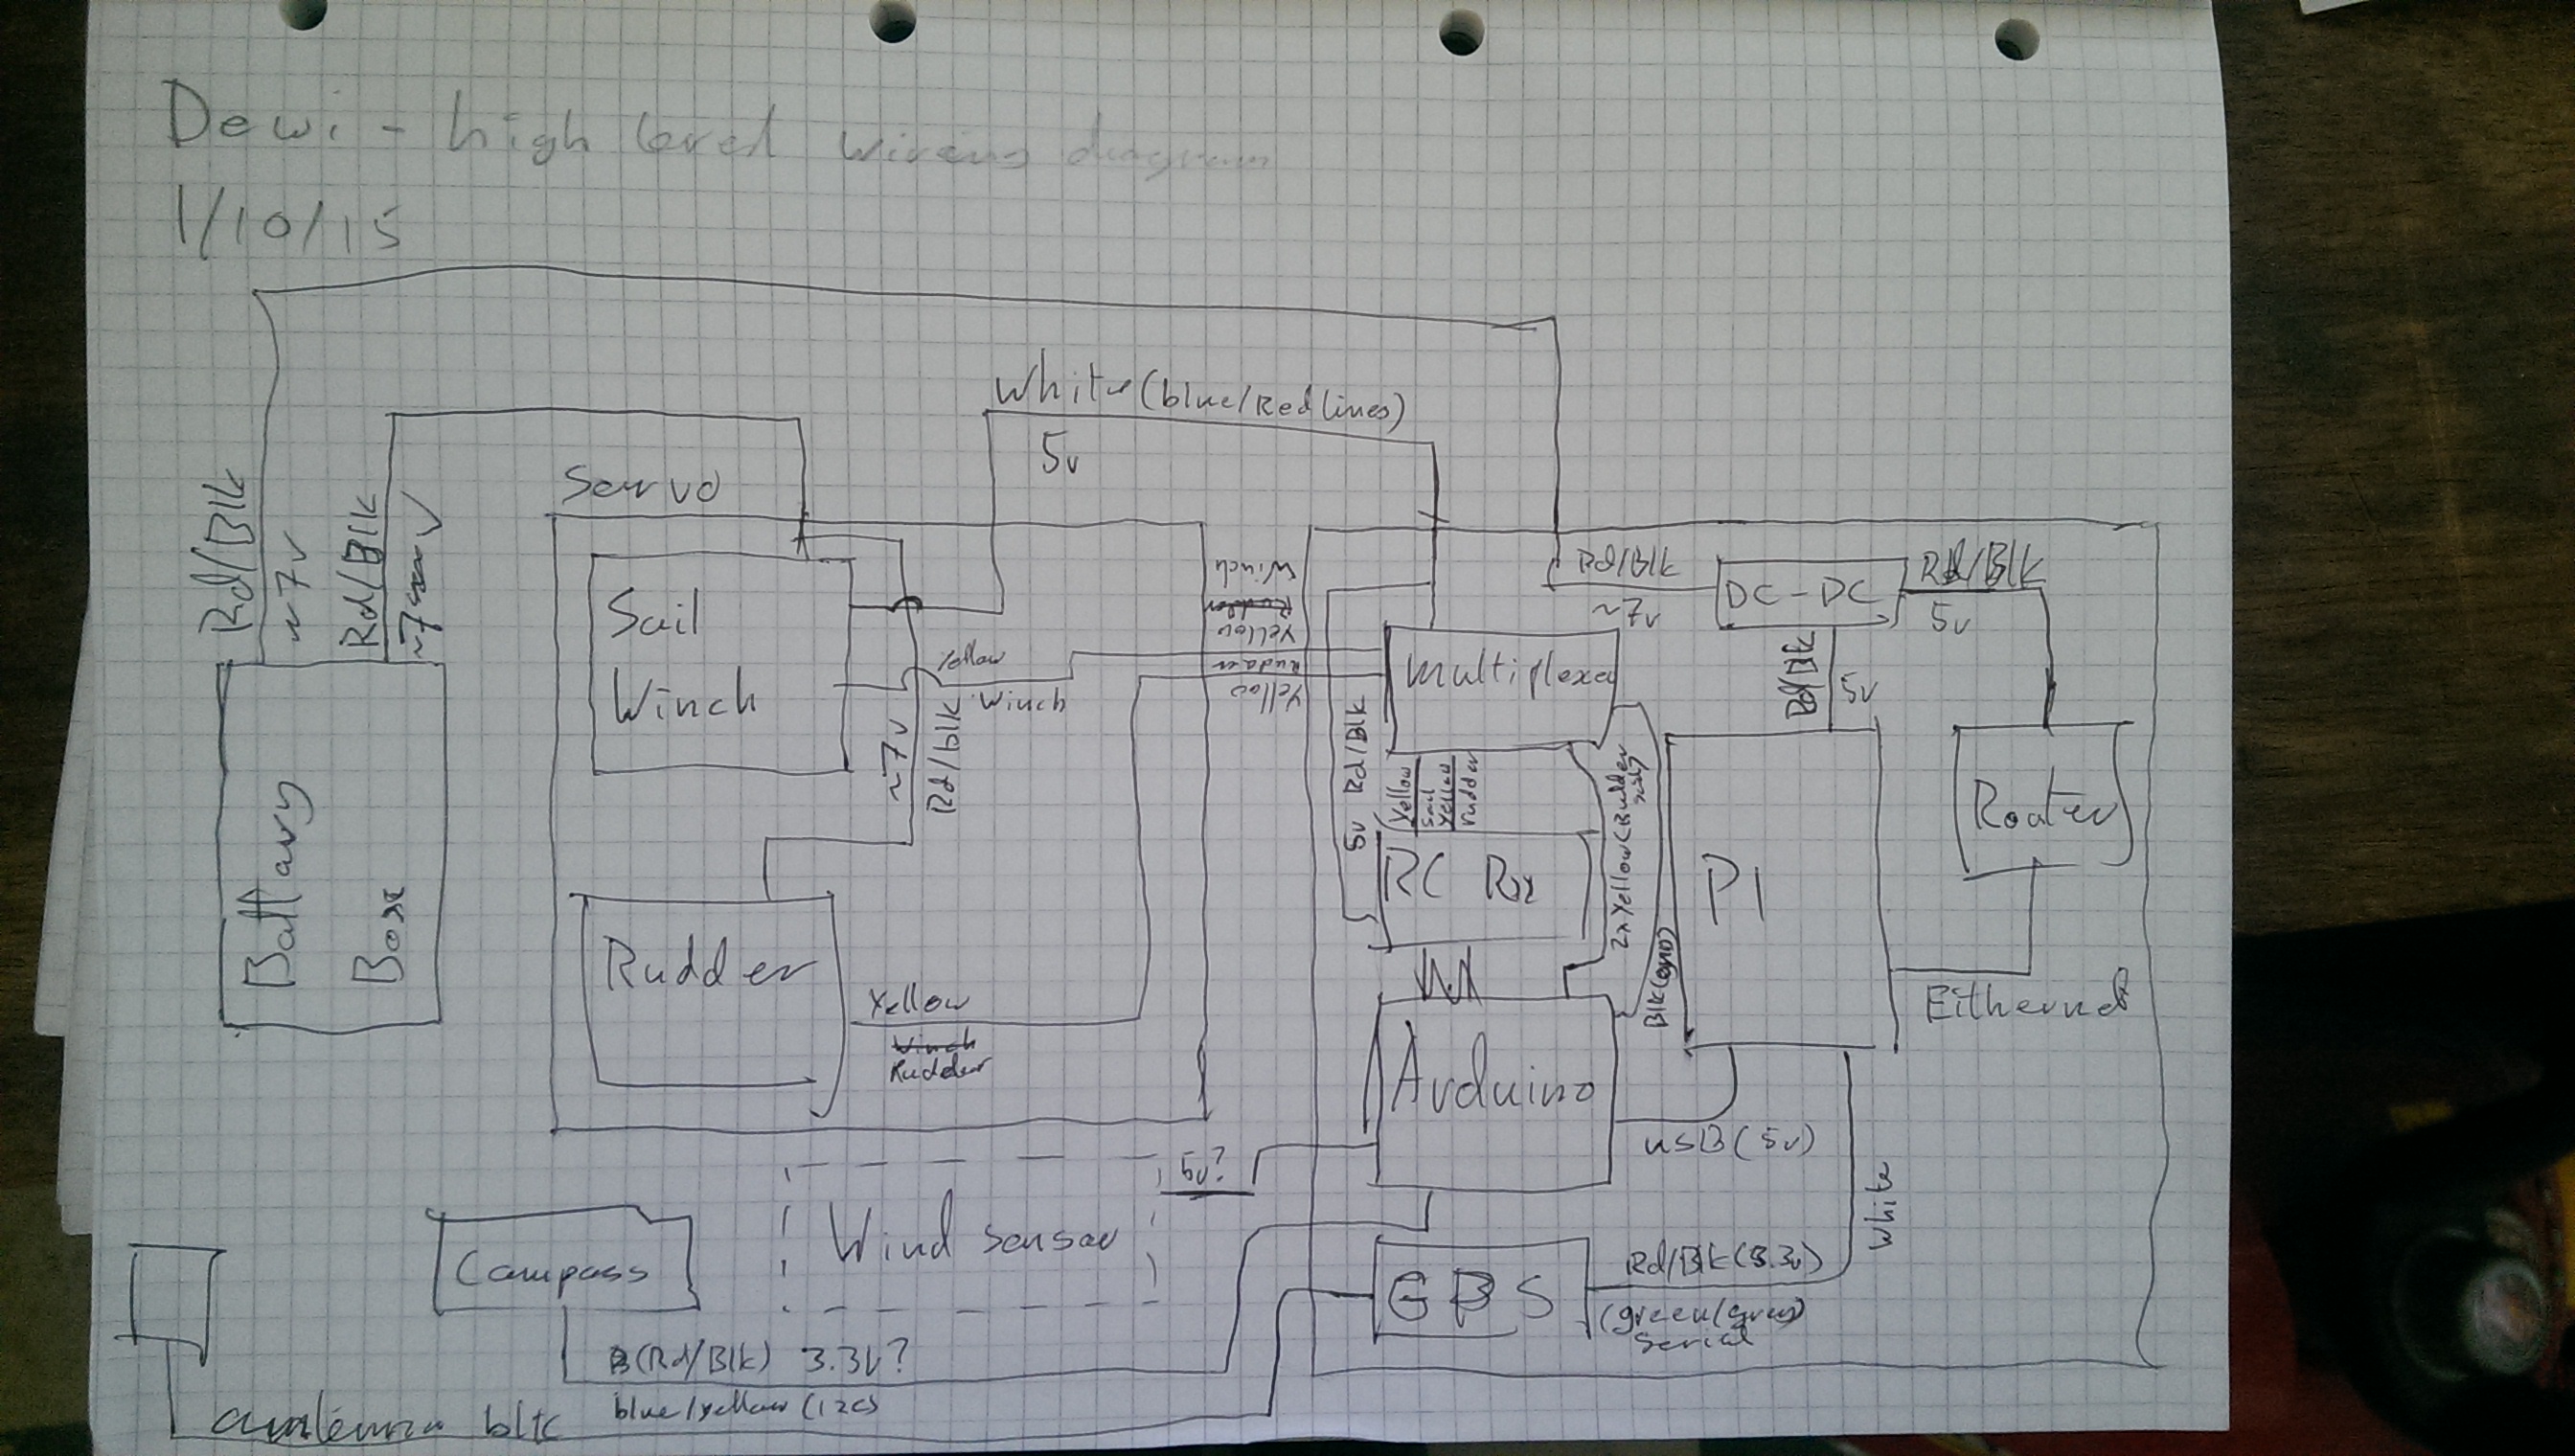 Dewi - high level wiring diagram
1/10/15
White (blue/Red lines)
5v
Servo
Rd/Blk
~7v
Rd/Blk
~7v
Battary
Box
Sail
Winch
Yellow
Winch
~7v
Rd/blk
Rudder
Yellow
Winch
Rudder
Winch
Rudder
Yellow
Rudder
Yellow
Multiplexer
Rd/Blk
~7v
DC-DC
Rd/Blk
5v
Rd/Blk
5v
Router
5v Rd/Blk
Yellow
Sail
Yellow
rudder
RC Rx
2x Yellow (Rudder
sail)
Blk (GND)
PI
Eithernet
Arduino
USB (5v)
White
5v?
Wind sensor
Compass
GPS
Rd/Blk (3.3v)
(green/grey)
serial
(Rd/Blk) 3.3v?
blue/yellow (i2c)
antenna blk